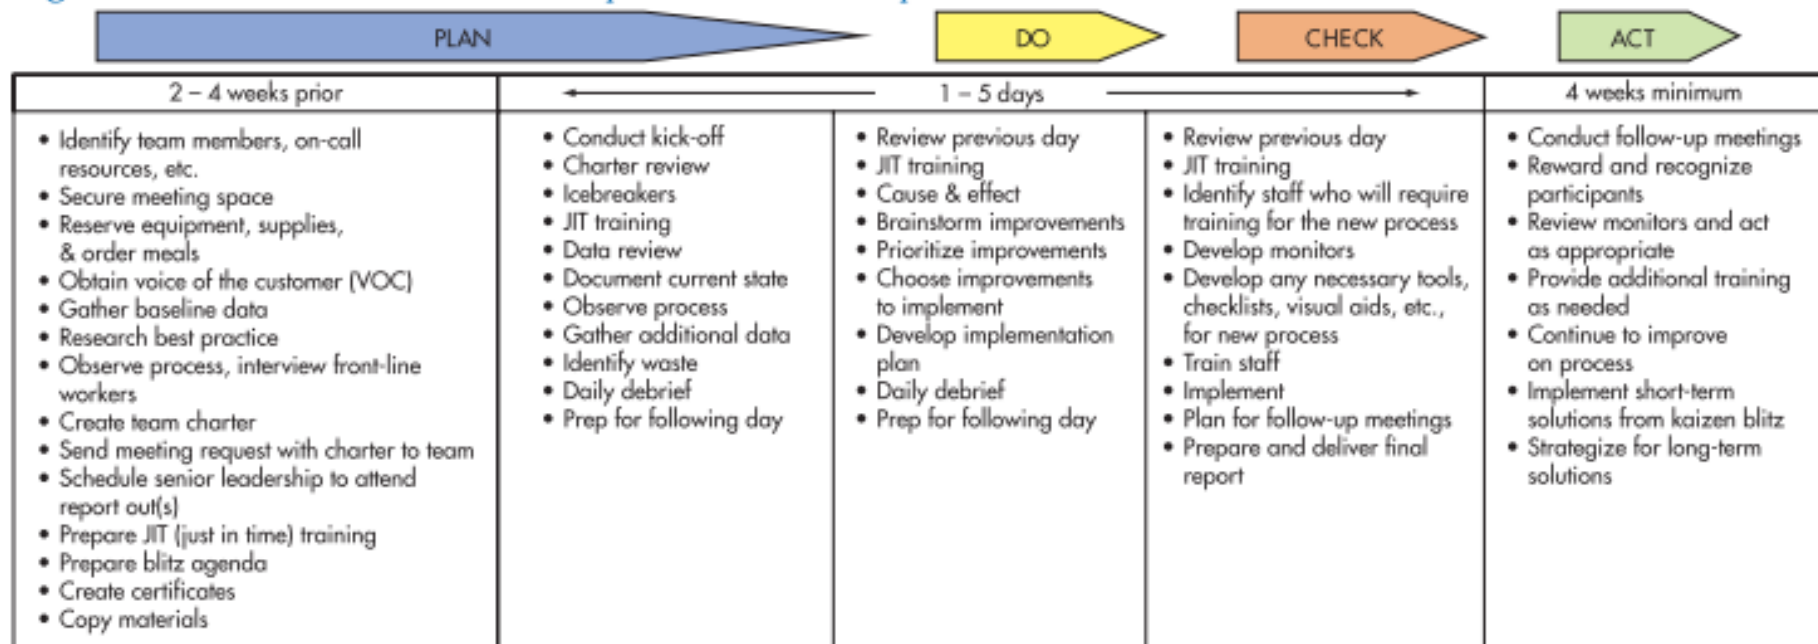 PLAN
DO
CHECK
ACT
2 – 4 weeks prior
1 – 5 days
4 weeks minimum
• Identify team members, on-call
resources, etc.
• Secure meeting space
• Reserve equipment, supplies,
& order meals
• Obtain voice of the customer (VOC)
• Gather baseline data
• Research best practice
• Observe process, interview front-line
workers
• Create team charter
• Send meeting request with charter to team
• Schedule senior leadership to attend
report out(s)
• Prepare JIT (just in time) training
• Prepare blitz agenda
• Create certificates
• Copy materials
• Conduct kick-off
• Charter review
• Icebreakers
• JIT training
• Data review
• Document current state
• Observe process
• Gather additional data
• Identify waste
• Daily debrief
• Prep for following day
• Review previous day
• JIT training
• Cause & effect
• Brainstorm improvements
• Prioritize improvements
• Choose improvements
to implement
• Develop implementation
plan
• Daily debrief
• Prep for following day
• Review previous day
• JIT training
• Identify staff who will require
training for the new process
• Develop monitors
• Develop any necessary tools,
checklists, visual aids, etc.,
for new process
• Train staff
• Implement
• Plan for follow-up meetings
• Prepare and deliver final
report
• Conduct follow-up meetings
• Reward and recognize
participants
• Review monitors and act
as appropriate
• Provide additional training
as needed
• Continue to improve
on process
• Implement short-term
solutions from kaizen blitz
• Strategize for long-term
solutions